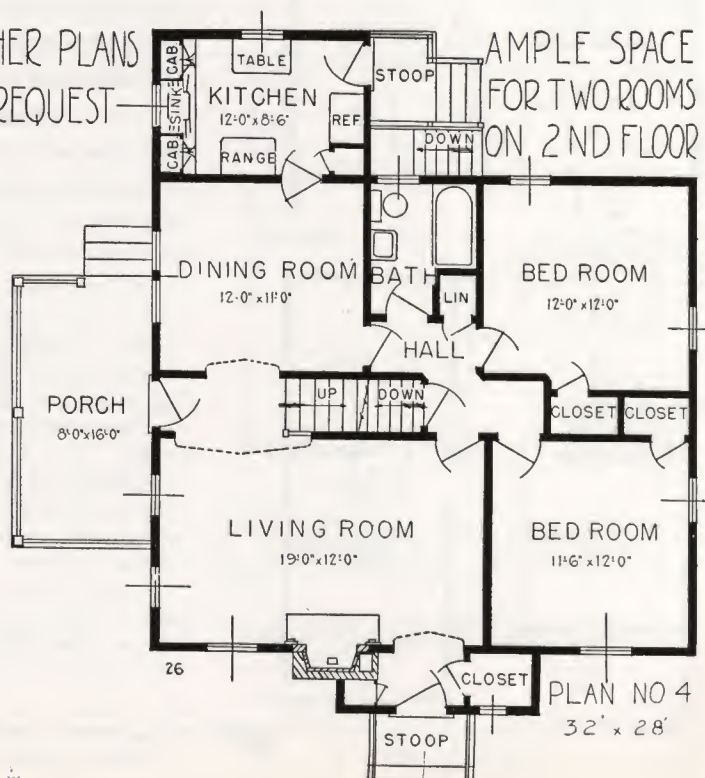 HER PLANS
REQUEST
AMPLE SPACE
FOR TWO ROOMS
ON 2ND FLOOR
CAB.
SINK
CAB.
TABLE
KITCHEN
12'-0" x 8'-6"
REF.
RANGE
STOOP
DOWN
DINING ROOM
12'-0" x 11'-0"
BATH
LIN
BED ROOM
12'-0" x 12'-0"
HALL
PORCH
8'-0" x 16'-0"
UP
DOWN
CLOSET
CLOSET
LIVING ROOM
19'-0" x 12'-0"
BED ROOM
11'-6" x 12'-0"
26
CLOSET
PLAN NO 4
32' x 28'
STOOP